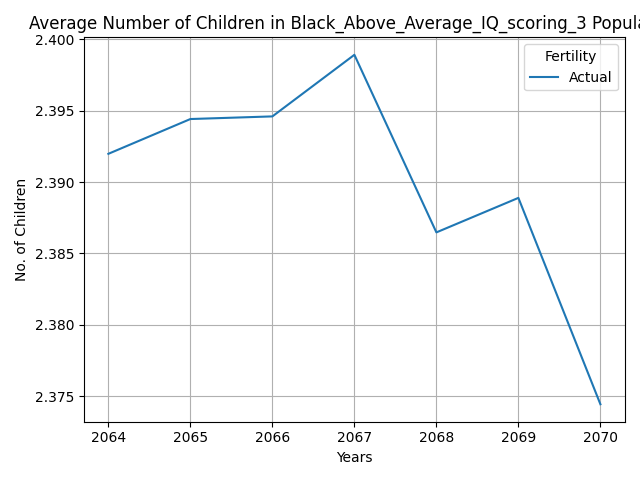 Average Number of Children in Black_Above_Average_IQ_scoring_3 Popula
Fertility
Actual
2.400
2.395
2.390
2.385
2.380
2.375
No. of Children
2064 2065 2066 2067 2068 2069 2070
Years